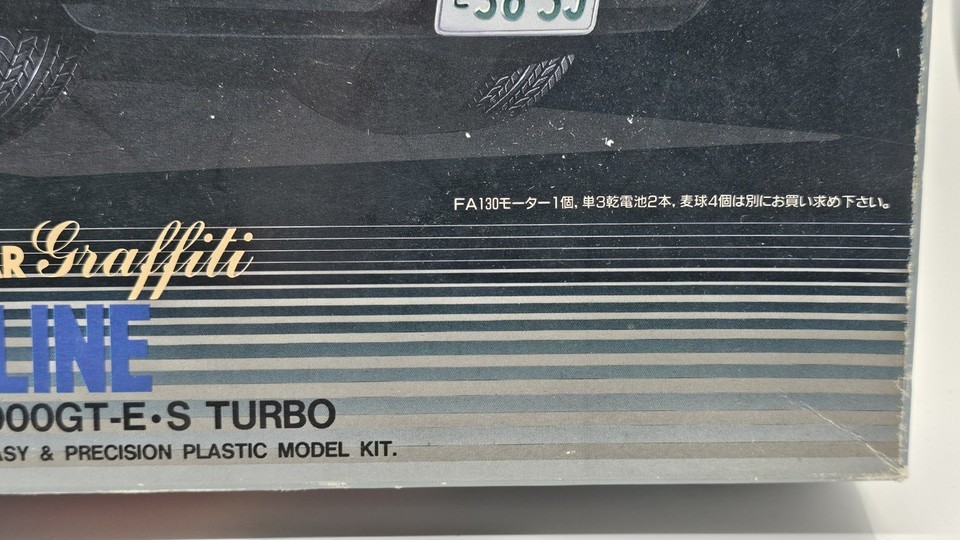 FA130モーター1個, 単3乾電池2本, 麦球4個は別にお買い求め下さい。
Graffiti
LINE
000GT-E•S TURBO
& PRECISION PLASTIC MODEL KIT.